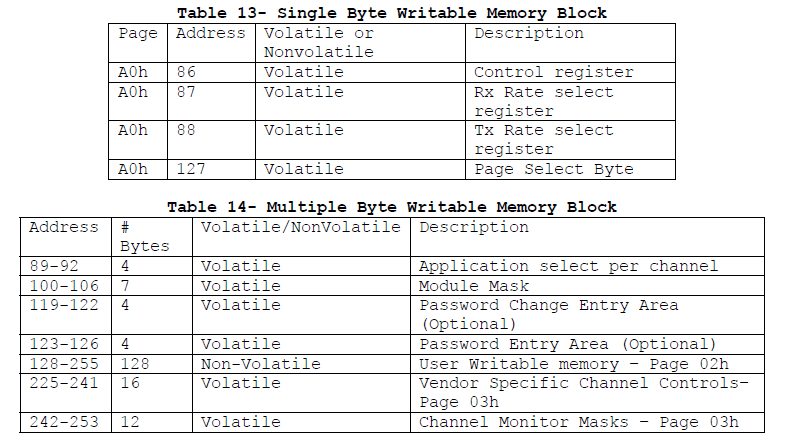 Table 13- Single Byte Writable Memory Block
Page Address Volatile or Nonvolatile Description
A0h 86 Volatile Control register
A0h 87 Volatile Rx Rate select register
A0h 88 Volatile Tx Rate select register
A0h 127 Volatile Page Select Byte
Table 14- Multiple Byte Writable Memory Block
Address # Bytes Volatile/NonVolatile Description
89-92 4 Volatile Application select per channel
100-106 7 Volatile Module Mask
119-122 4 Volatile Password Change Entry Area (Optional)
123-126 4 Volatile Password Entry Area (Optional)
128-255 128 Non-Volatile User Writable memory - Page 02h
225-241 16 Volatile Vendor Specific Channel Controls- Page 03h
242-253 12 Volatile Channel Monitor Masks - Page 03h